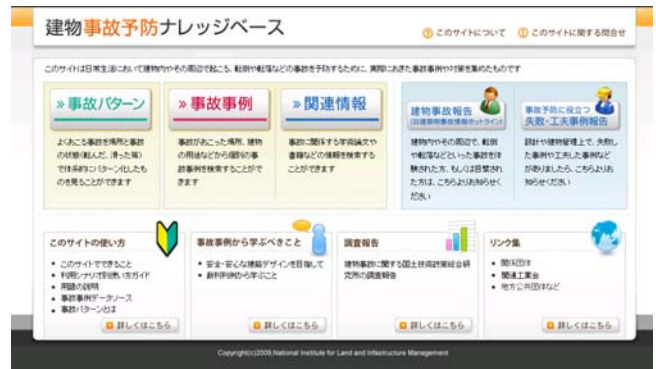 建物事故予防ナレッジベース
このサイトについて
このサイトに関する問合せ
このサイトは日常生活において建物内やその周辺で起こる、転倒や転落などの事故を予防するために、実際におきた事故事例や対策を集めたものです
» 事故パターン
よくおこる事故を場所と事故
の状態(転んだ、滑った等)
で体系的にパターン化したも
のを見ることができます
» 事故事例
事故がおこった場所、建物
の用途などから個別の事
故事例を検索することがで
きます
» 関連情報
事故に関係する学術論文や
書籍などの情報を検索する
ことができます
建物事故報告
(旧建築物事故情報ホットライン)
建物内やその周辺で、転倒
や転落などといった事故を体
験された方、もしくは目撃され
た方は、こちらよりお知らせく
ださい
事故予防に役立つ
失敗・工夫事例報告
設計や建物管理上で、失敗し
た事例や工夫した事例など
がありましたら、こちらよりお
知らせください
このサイトの使い方
• このサイトでできること
• 利用シナリオ別使い方ガイド
• 用語の説明
• 事故事例データソース
• 事故パターンとは
詳しくはこちら
事故事例から学ぶべきこと
• 安全・安心な建築デザインを目指して
• 裁判判例から学ぶこと
詳しくはこちら
調査報告
建物事故に関する国土技術政策総合研
究所の調査報告
詳しくはこちら
リンク集
• 関係団体
• 関連工業会
• 地方公共団体など
詳しくはこちら
Copyright(c)2009,National Institute for Land and Infrastructure Management